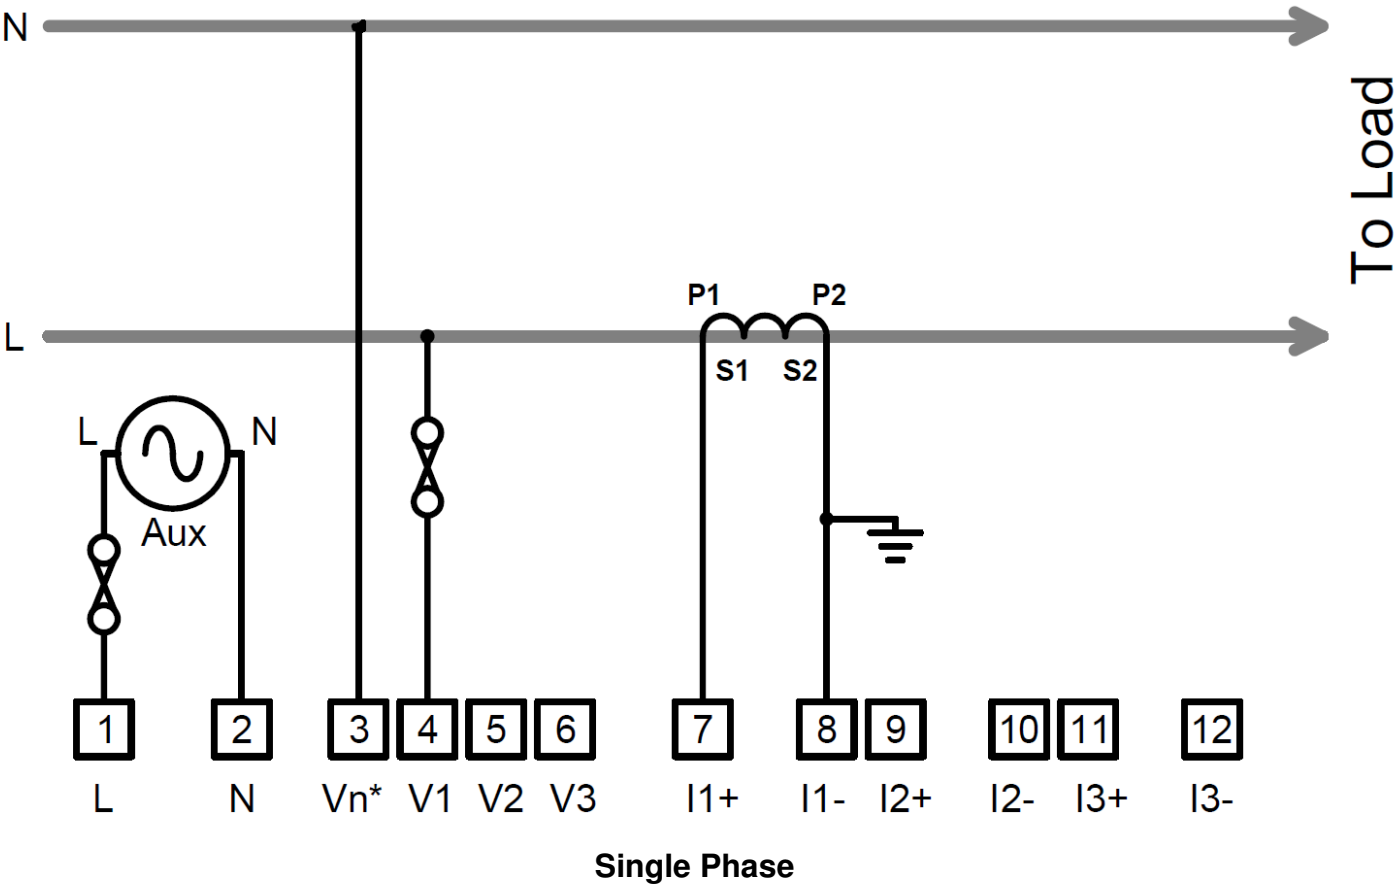 N
To Load
L
P1 P2
S1 S2
L N
Aux
1 2 3 4 5 6 7 8 9 10 11 12
L N Vn* V1 V2 V3 I1+ I1- I2+ I2- I3+ I3-
Single Phase